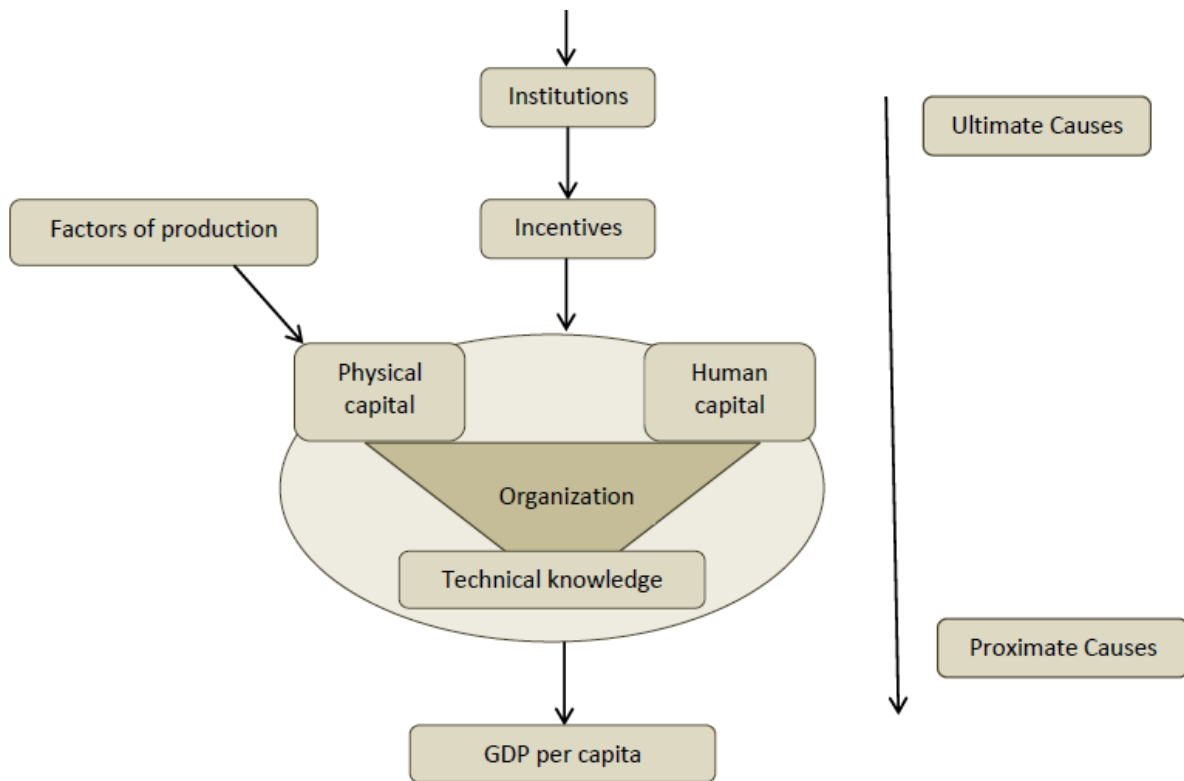 Institutions
Ultimate Causes
Factors of production
Incentives
Physical
capital
Human
capital
Organization
Technical knowledge
Proximate Causes
GDP per capita